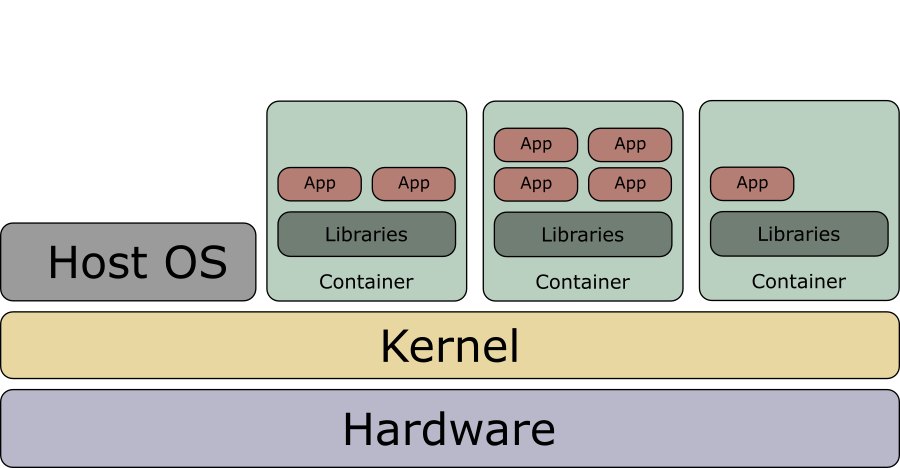 App App
App App
App App
App
Libraries
Libraries
Libraries
Host OS
Container
Container
Container
Kernel
Hardware